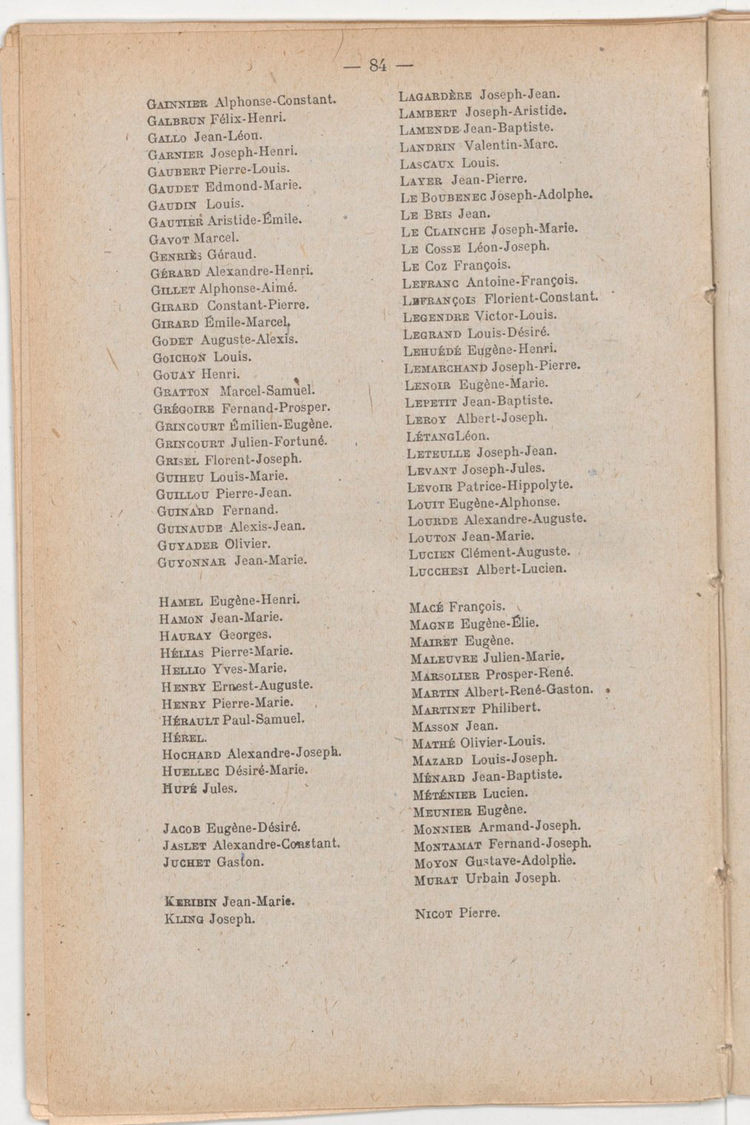 — 84 —
GAINNIER Alphonse-Constant.
GALBRUN Félix-Henri.
GALLO Jean-Léon.
GARNIER Joseph-Henri.
GAUBERT Pierre-Louis.
GAUDET Edmond-Marie.
GAUDIN Louis.
GAUTIER Aristide-Émile.
GAVOT Marcel.
GENRIÈS Géraud.
GÉRARD Alexandre-Henri.
GILLET Alphonse-Aimé.
GIRARD Constant-Pierre.
GIRARD Émile-Marcel.
GODET Auguste-Alexis.
GOICHON Louis.
GOUAY Henri.
GRATTON Marcel-Samuel.
GRÉGOIRE Fernand-Prosper.
GRINCOURT Émilien-Eugène.
GRINCOURT Julien-Fortuné.
GRISEL Florent-Joseph.
GUIHEU Louis-Marie.
GUILLOU Pierre-Jean.
GUINARD Fernand.
GUINAUDE Alexis-Jean.
GUYADER Olivier.
GUYONNAR Jean-Marie.
HAMEL Eugène-Henri.
HAMON Jean-Marie.
HAURAY Georges.
HÉLIAS Pierre-Marie.
HELLIO Yves-Marie.
HENRY Ernest-Auguste.
HENRY Pierre-Marie.
HÉRAULT Paul-Samuel.
HÉREL.
HOCHARD Alexandre-Joseph.
HUELLEC Désiré-Marie.
HUPÉ Jules.
JACOB Eugène-Désiré.
JASLET Alexandre-Constant.
JUCHET Gaston.
KERIBIN Jean-Marie.
KLING Joseph.
LAGARDÈRE Joseph-Jean.
LAMBERT Joseph-Aristide.
LAMENDE Jean-Baptiste.
LANDRIN Valentin-Marc.
LASCAUX Louis.
LAYER Jean-Pierre.
LE BOUBENEC Joseph-Adolphe.
LE BRIS Jean.
LE CLAINCHE Joseph-Marie.
LE COSSE Léon-Joseph.
LE COZ François.
LEFRANC Antoine-François.
LEFRANÇOIS Florient-Constant.
LEGENDRE Victor-Louis.
LEGRAND Louis-Désiré.
LEHUÉDÉ Eugène-Henri.
LEMARCHAND Joseph-Pierre.
LENOIR Eugène-Marie.
LEPETIT Jean-Baptiste.
LEROY Albert-Joseph.
LÉTANG Léon.
LETEULLE Joseph-Jean.
LEVANT Joseph-Jules.
LEVOIR Patrice-Hippolyte.
LOUIT Eugène-Alphonse.
LOURDE Alexandre-Auguste.
LOUTON Jean-Marie.
LUCIEN Clément-Auguste.
LUCCHESI Albert-Lucien.
MACÉ François.
MAGNE Eugène-Élie.
MAIRET Eugène.
MALEUVRE Julien-Marie.
MARSOLIER Prosper-René.
MARTIN Albert-René-Gaston.
MARTINET Philibert.
MASSON Jean.
MATHÉ Olivier-Louis.
MAZARD Louis-Joseph.
MÉNARD Jean-Baptiste.
MÉTÉNIER Lucien.
MEUNIER Eugène.
MONNIER Armand-Joseph.
MONTAMAT Fernand-Joseph.
MOYON Gustave-Adolphe.
MURAT Urbain Joseph.
NICOT Pierre.